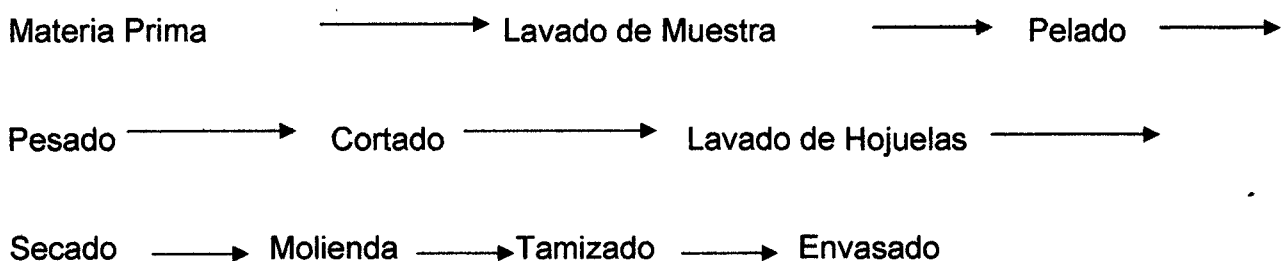 Materia Prima Lavado de Muestra Pelado
Pesado Cortado Lavado de Hojuelas
Secado Molienda Tamizado Envasado